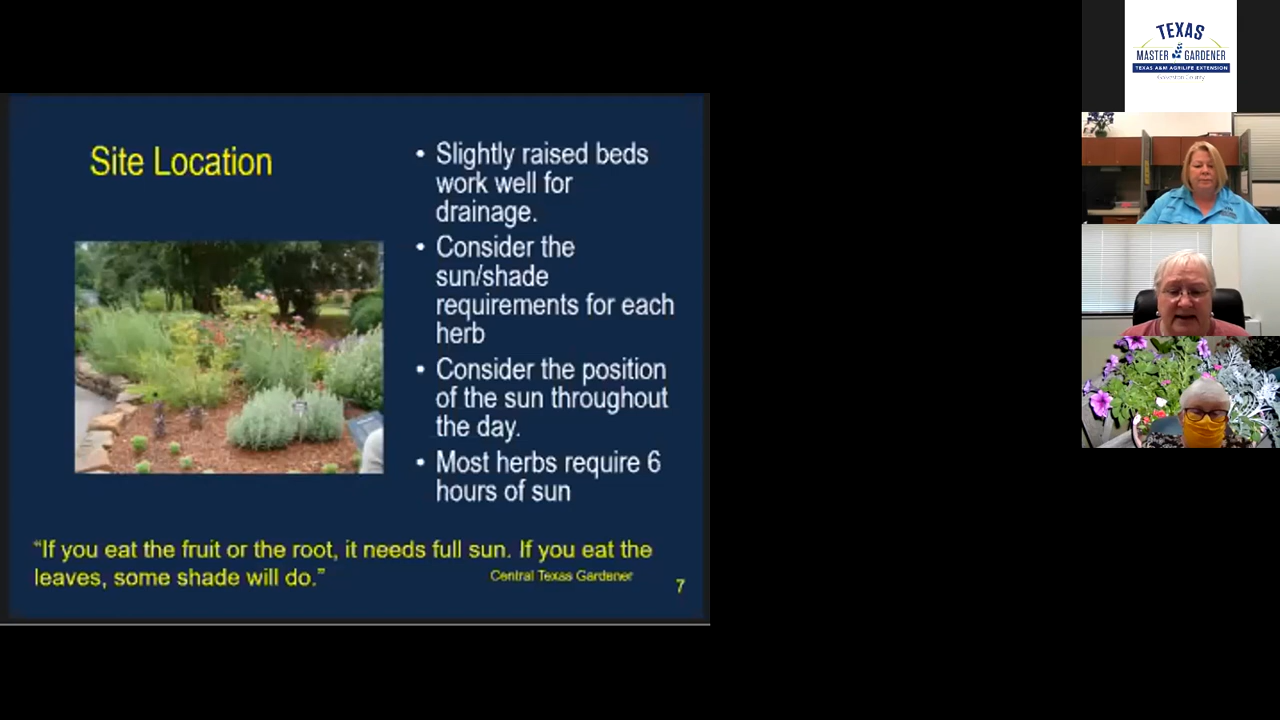 Site Location
• Slightly raised beds
work well for
drainage.
• Consider the
sun/shade
requirements for each
herb
• Consider the position
of the sun throughout
the day.
• Most herbs require 6
hours of sun
“If you eat the fruit or the root, it needs full sun. If you eat the
leaves, some shade will do.”
Central Texas Gardener
7
TEXAS
MASTER GARDENER
TEXAS A&M AGRILIFE EXTENSION
Galveston County